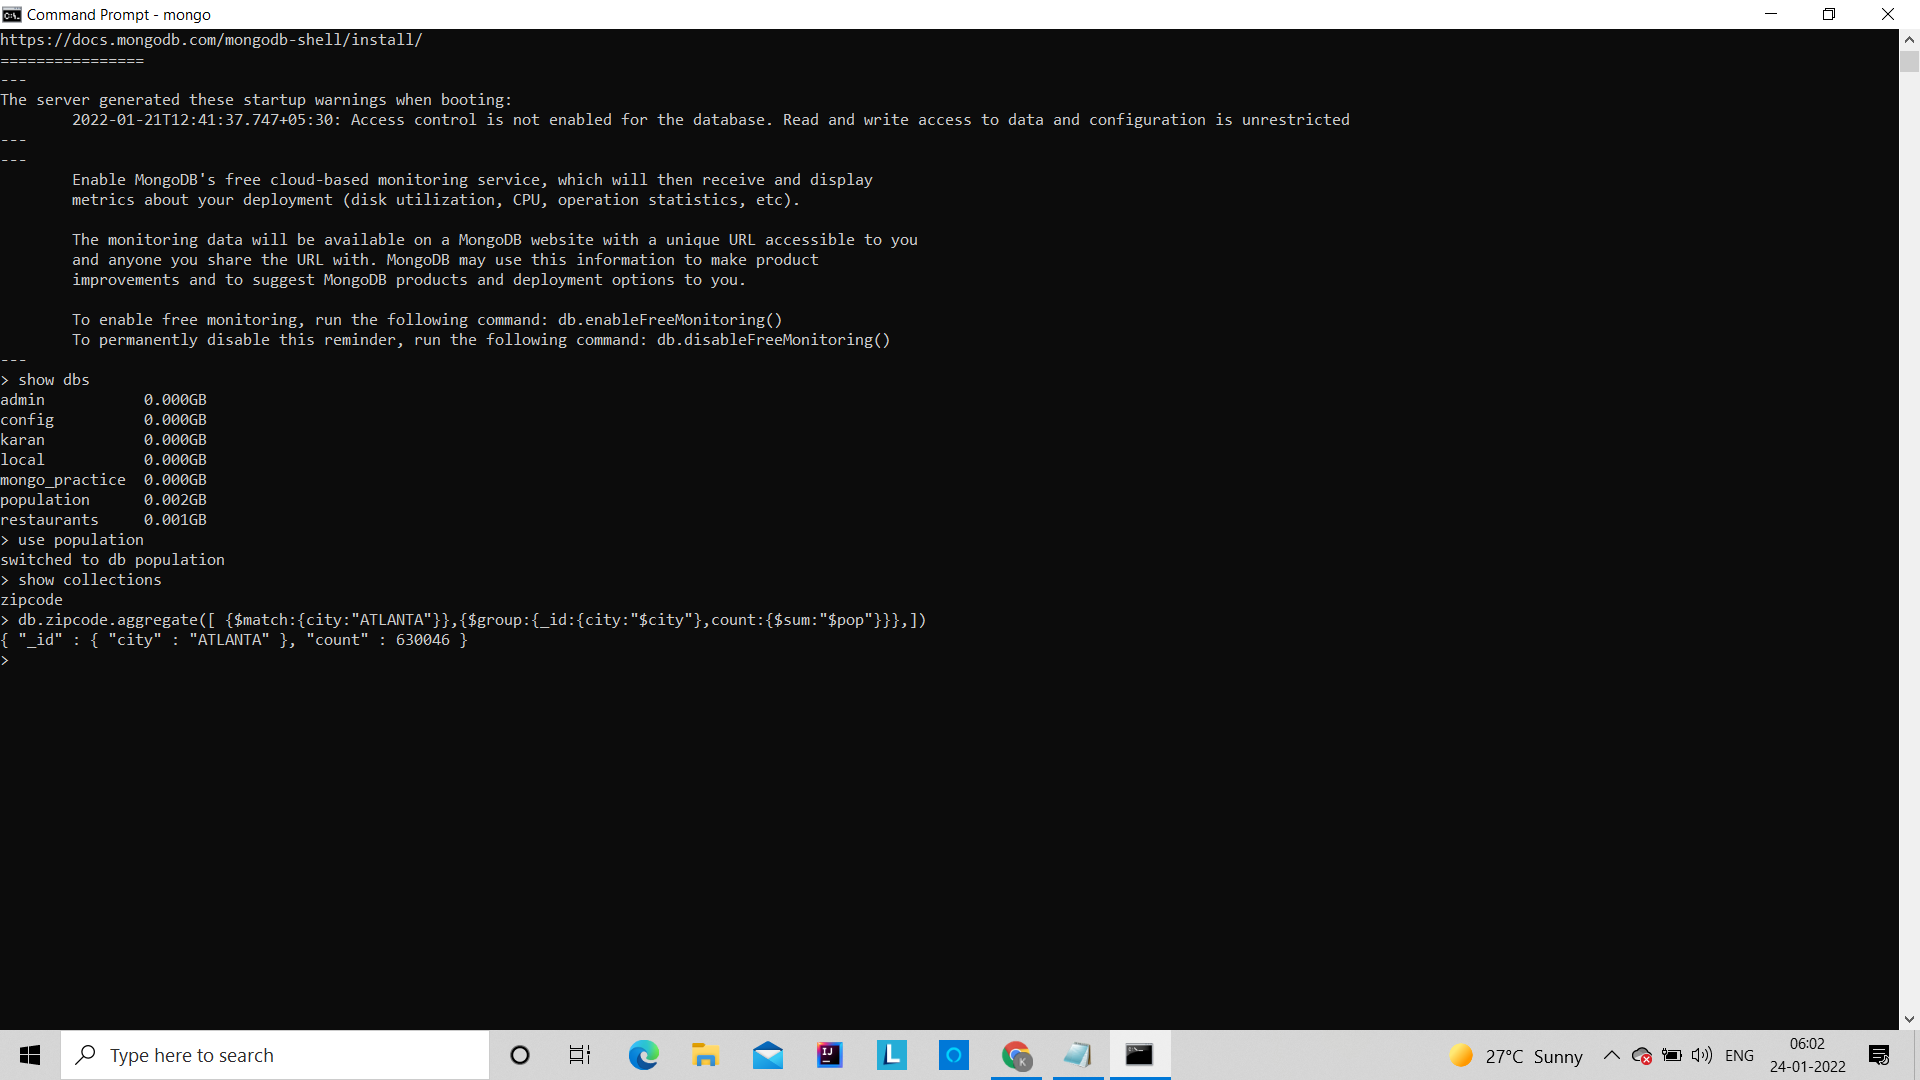 Command Prompt - mongo
https://docs.mongodb.com/mongodb-shell/install/
================
---
The server generated these startup warnings when booting:
        2022-01-21T12:41:37.747+05:30: Access control is not enabled for the database. Read and write access to data and configuration is unrestricted
---
---
        Enable MongoDB's free cloud-based monitoring service, which will then receive and display
        metrics about your deployment (disk utilization, CPU, operation statistics, etc).

        The monitoring data will be available on a MongoDB website with a unique URL accessible to you
        and anyone you share the URL with. MongoDB may use this information to make product
        improvements and to suggest MongoDB products and deployment options to you.

        To enable free monitoring, run the following command: db.enableFreeMonitoring()
        To permanently disable this reminder, run the following command: db.disableFreeMonitoring()
---
> show dbs
admin           0.000GB
config          0.000GB
karan           0.000GB
local           0.000GB
mongo_practice  0.000GB
population      0.002GB
restaurants     0.001GB
> use population
switched to db population
> show collections
zipcode
> db.zipcode.aggregate([ {$match:{city:"ATLANTA"}},{$group:{_id:{city:"$city"},count:{$sum:"$pop"}}},])
{ "_id" : { "city" : "ATLANTA" }, "count" : 630046 }
>
Type here to search
27°C Sunny
ENG
06:02
24-01-2022